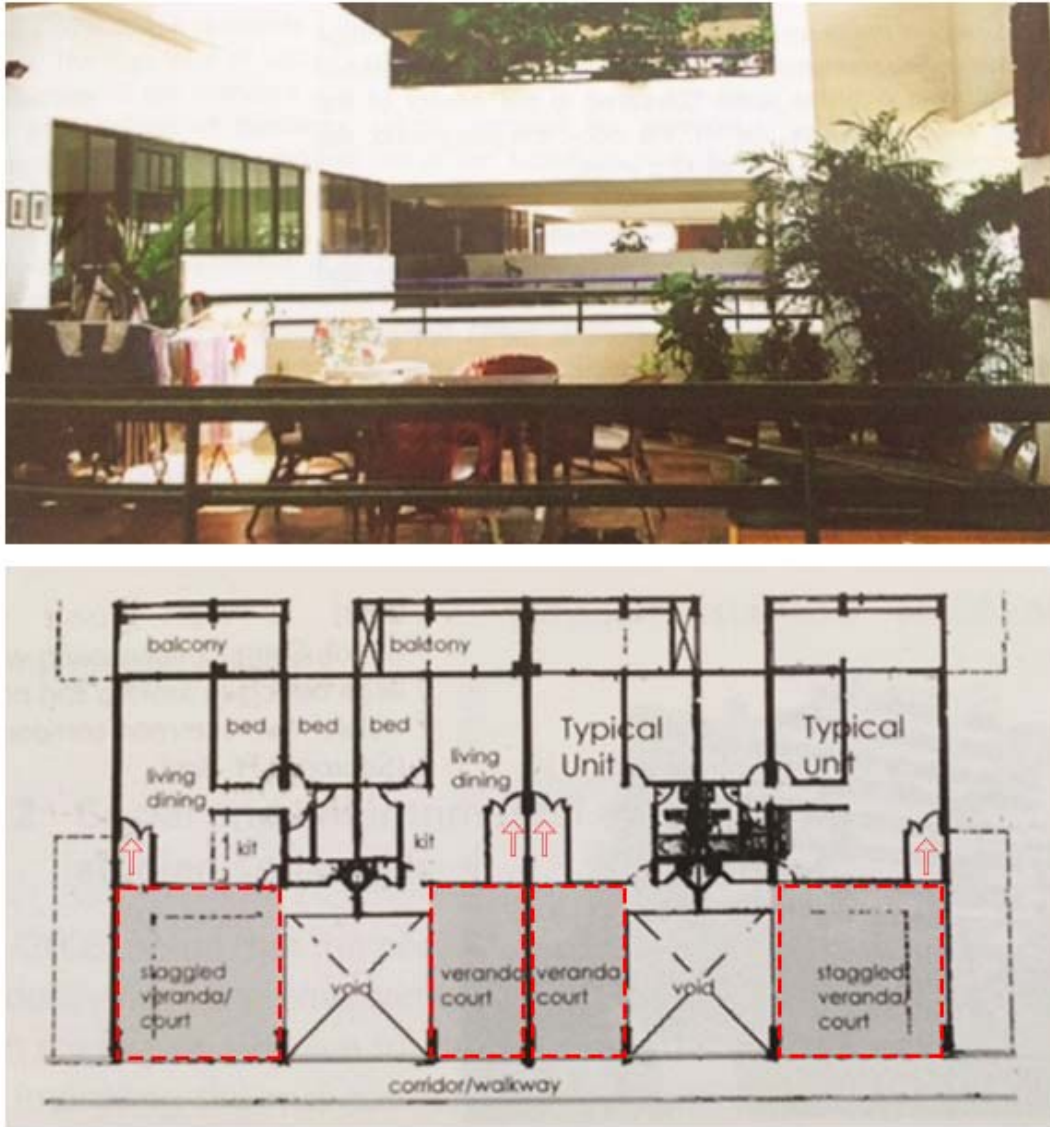 balcony
balcony
bed
bed
bed
living
dining
living
dining
Typical
Unit
Typical
unit
kit
kit
staggled
veranda/
court
void
veranda
court
veranda
court
void
staggled
veranda/
court
corridor/walkway